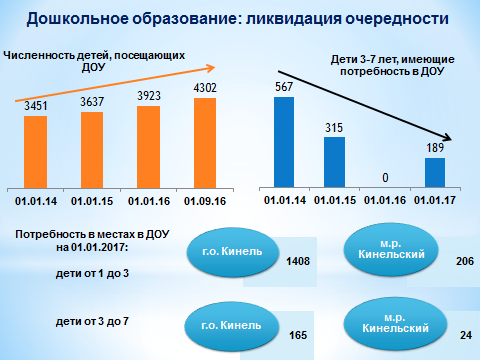 Дошкольное образование: ликвидация очередности
Численность детей, посещающих
ДОУ
3451
3637
3923
4302
01.01.14
01.01.15
01.01.16
01.09.16
Дети 3-7 лет, имеющие
потребность в ДОУ
567
315
0
189
01.01.14
01.01.15
01.01.16
01.01.17
Потребность в местах в ДОУ
на 01.01.2017:
дети от 1 до 3
г.о. Кинель
1408
м.р.
Кинельский
206
дети от 3 до 7
г.о. Кинель
165
м.р.
Кинельский
24